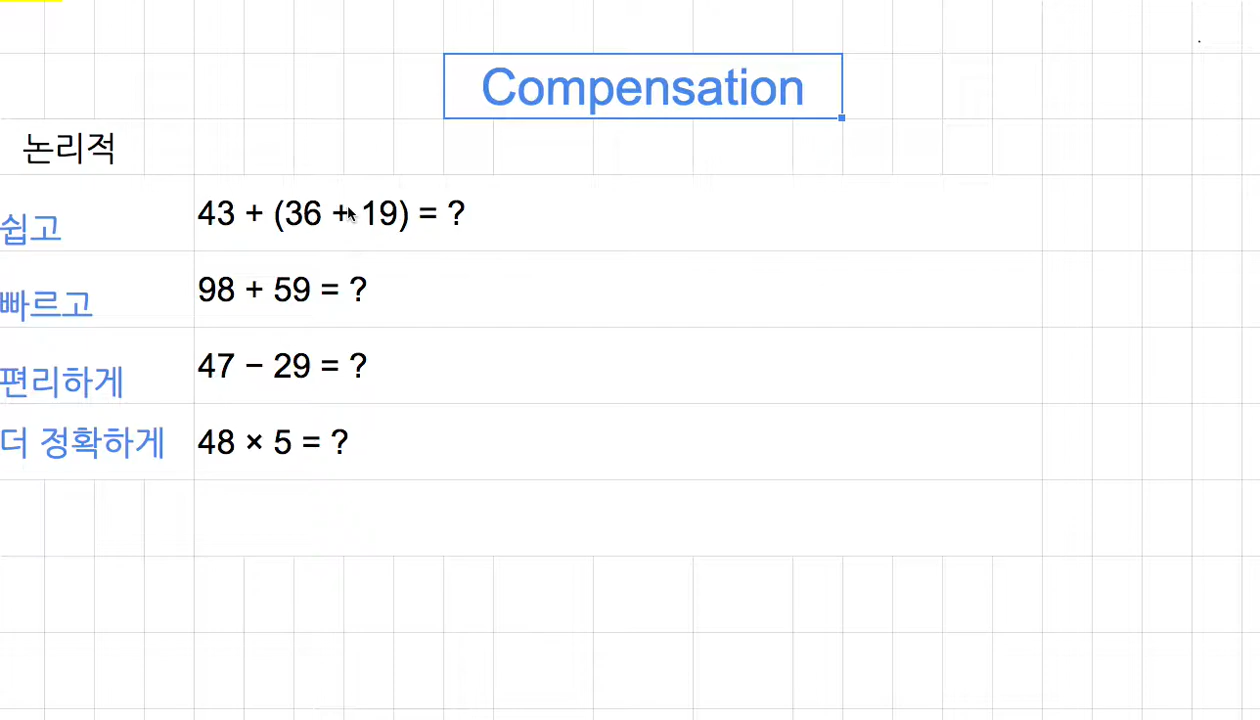 Compensation
논리적
쉽고
43 + (36 + 19) = ?
빠르고
98 + 59 = ?
편리하게
47 − 29 = ?
더 정확하게
48 × 5 = ?